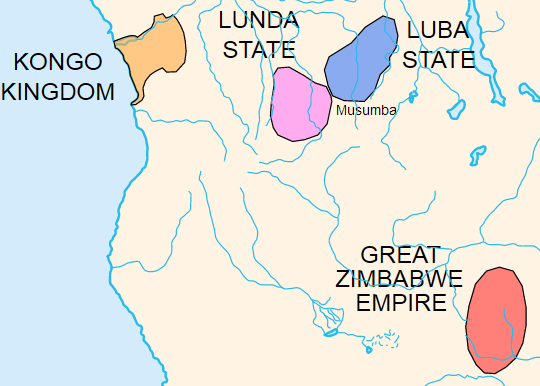 LUNDA
STATE
LUBA
STATE
KONGO
KINGDOM
Musumba
GREAT
ZIMBABWE
EMPIRE